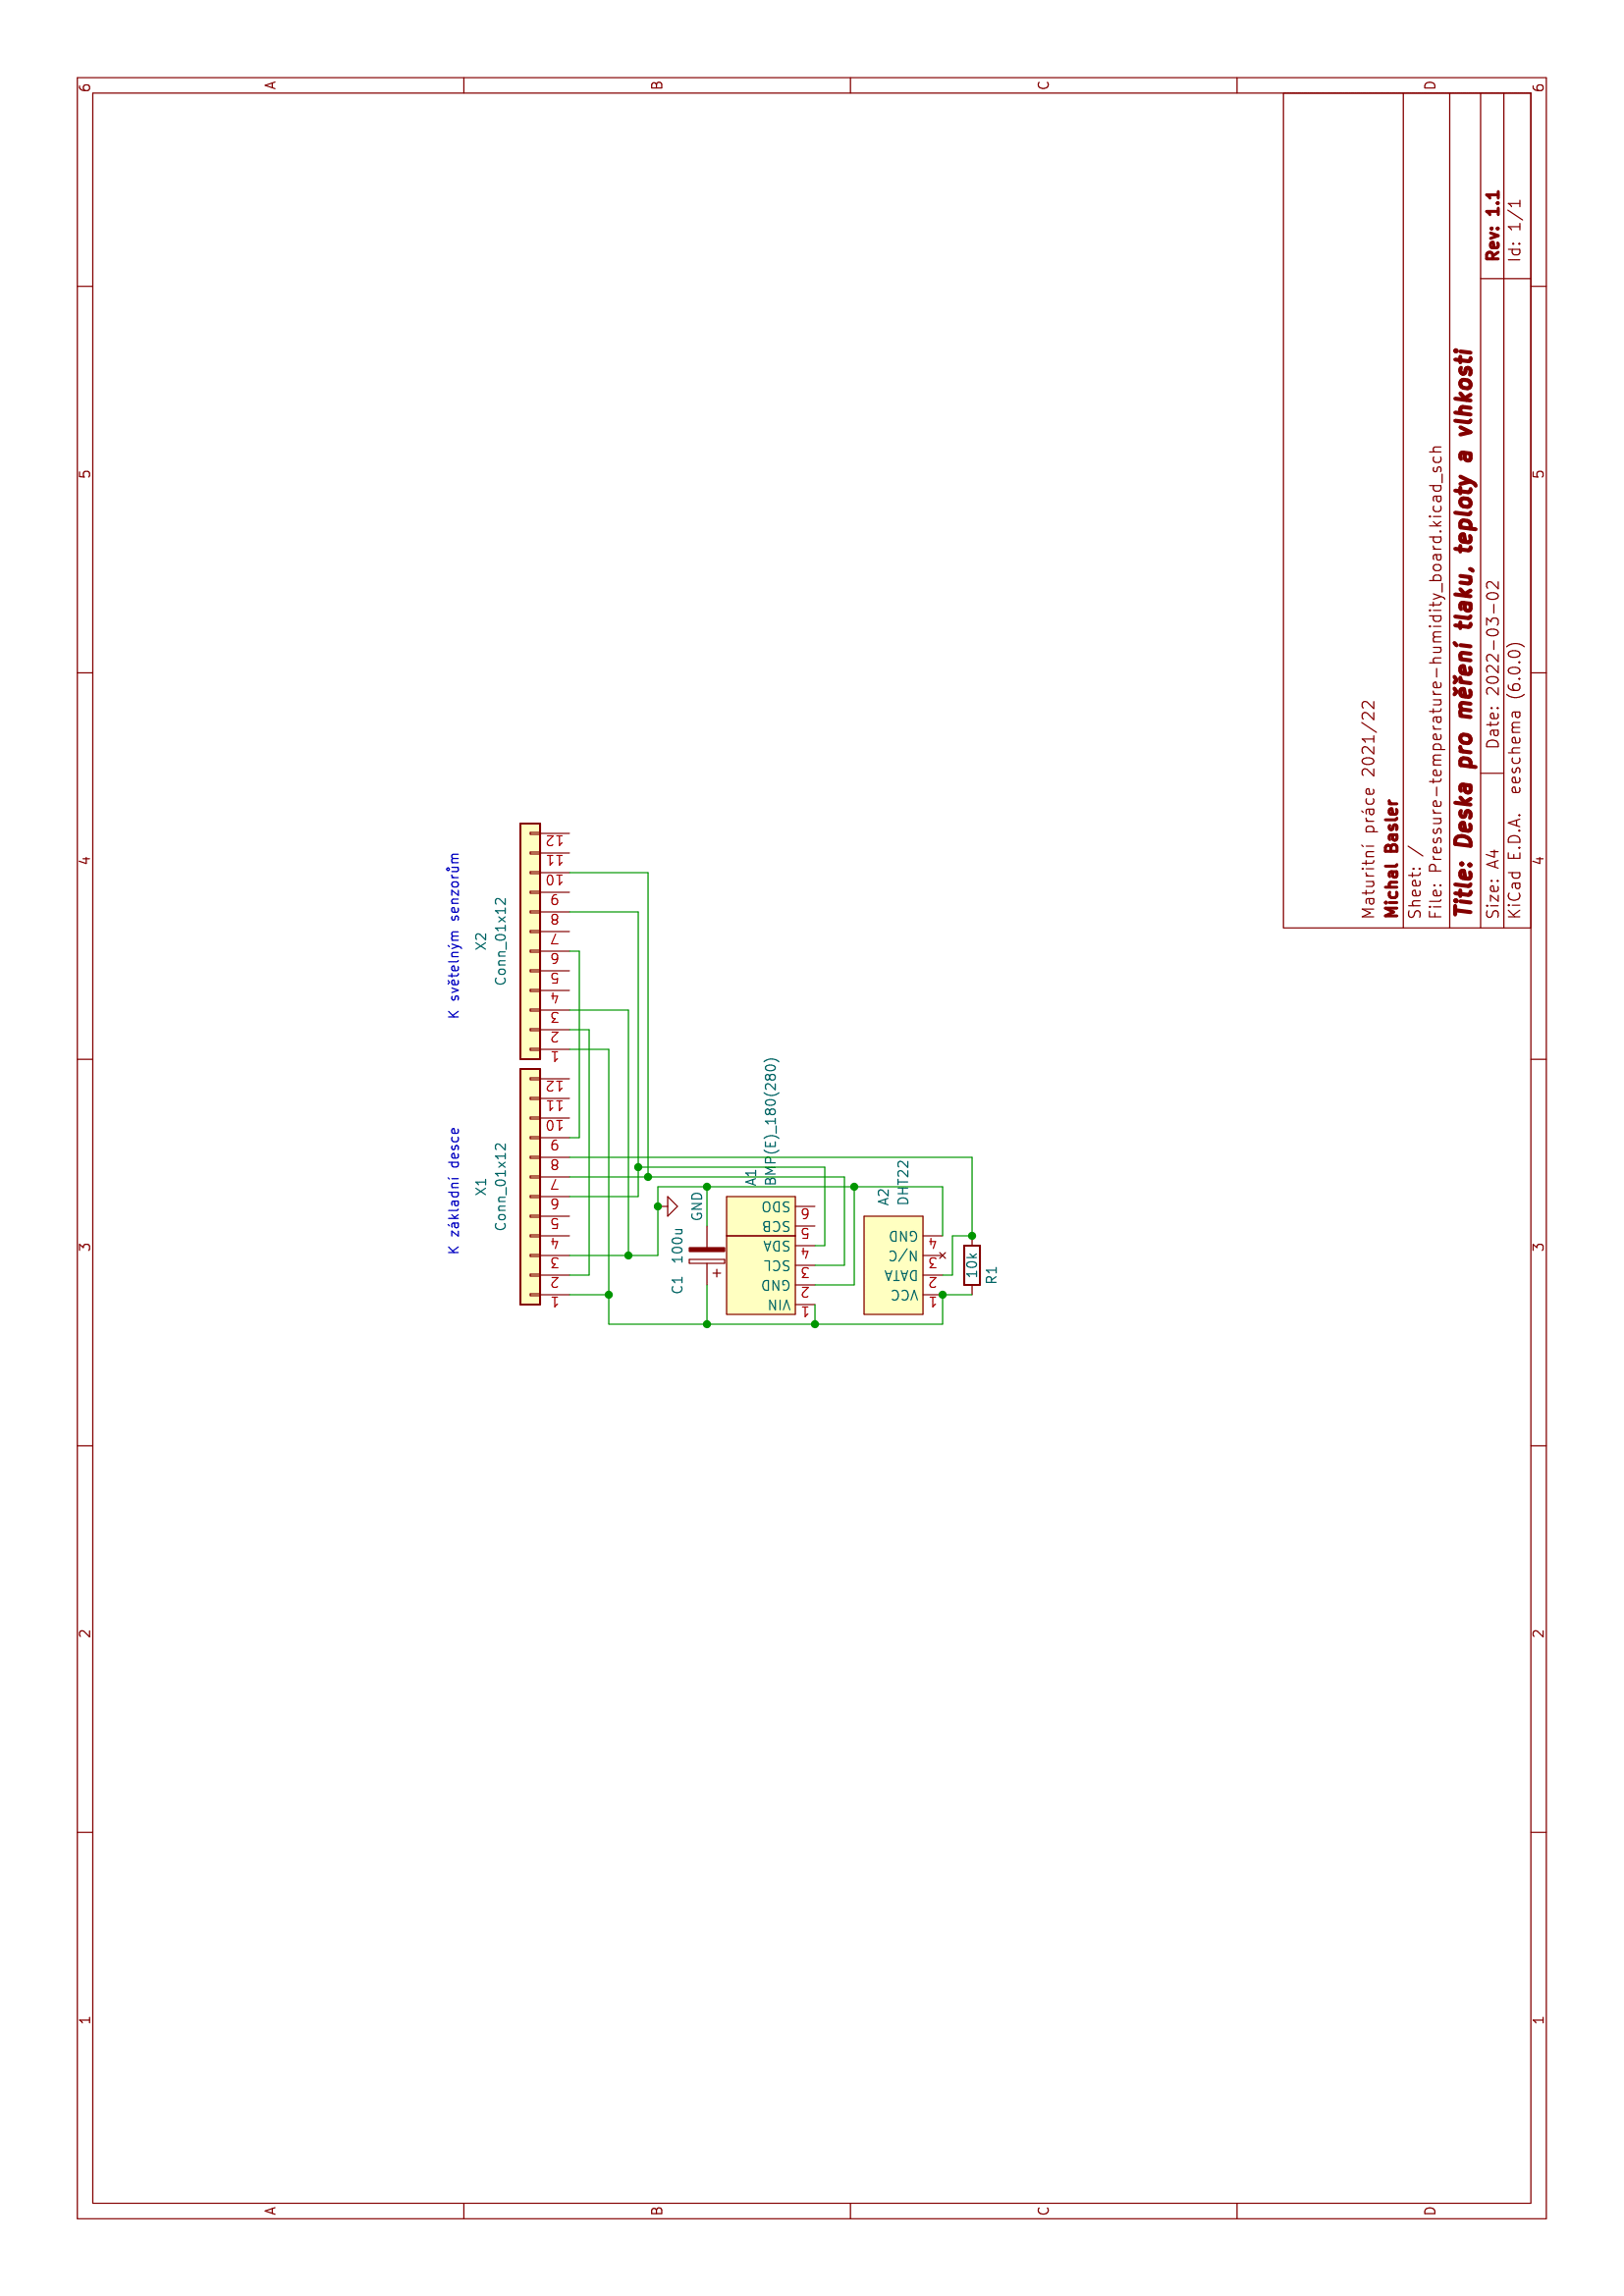 K základní desce
K světelným senzorům
X1
Conn_01x12
X2
Conn_01x12
1
2
3
4
5
6
7
8
9
10
11
12
1
2
3
4
5
6
7
8
9
10
11
12
C1 100u
+
GND
A1
BMP(E)_180(280)
VIN
GND
SCL
SDA
SCB
SDO
1
2
3
4
5
6
A2
DHT22
VCC
DATA
N/C
GND
1
2
3
4
10k
R1
Maturitní práce 2021/22
Michal Basler
Sheet: /
File: Pressure-temperature-humidity_board.kicad_sch
Title: Deska pro měření tlaku, teploty a vlhkosti
Size: A4 Date: 2022-03-02 Rev: 1.1
KiCad E.D.A. eeschema (6.0.0) Id: 1/1
1 2 3 4 5 6
1 2 3 4 5 6
A B C D
A B C D